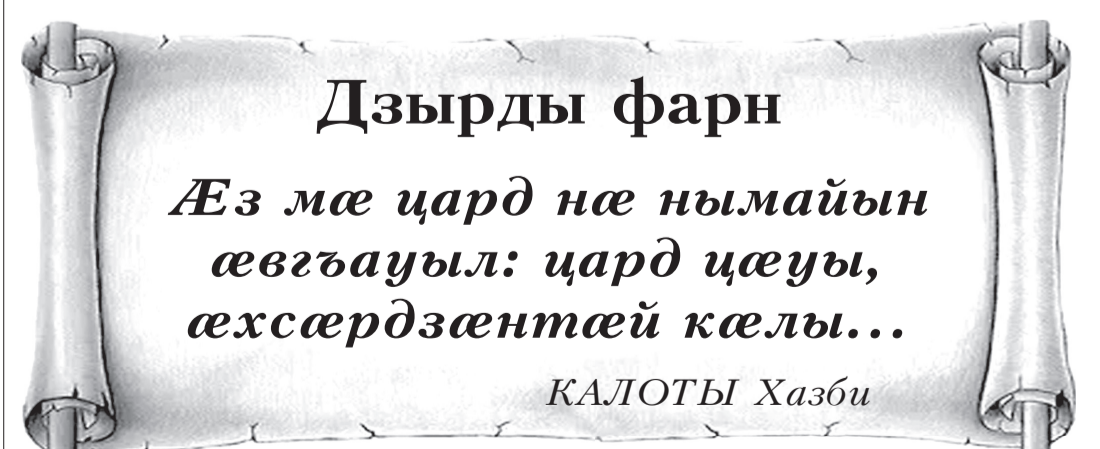 Дзырды фарн
Æз мæ цард нæ нымайын
æвгъауыл: цард цæуы,
æхсæрдзæнтæй кæлы...
КАЛОТЫ Хазби